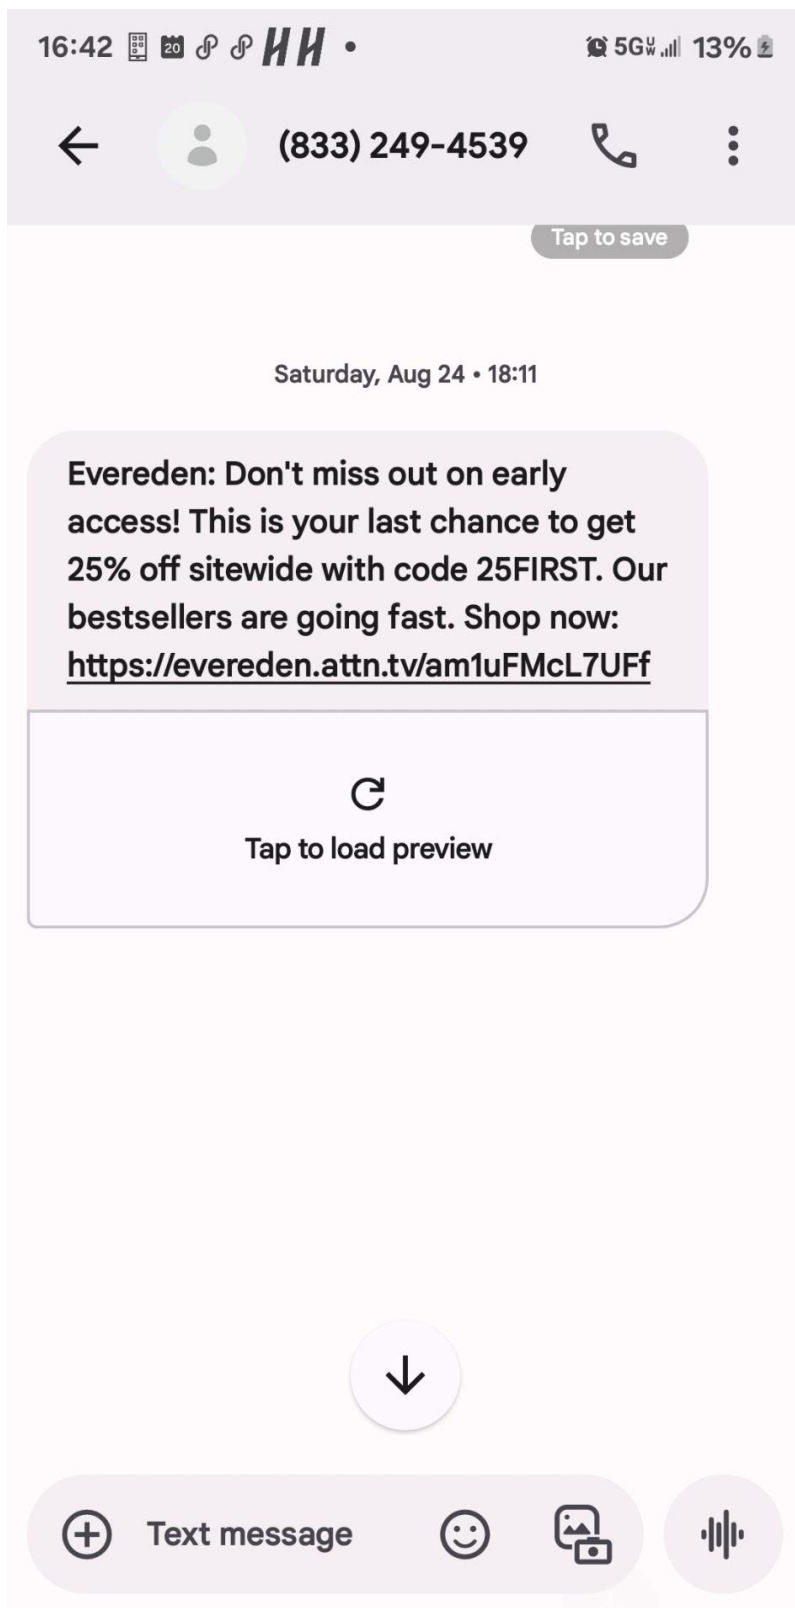 16:42 20 5G UW 13%
(833) 249-4539
Tap to save
Saturday, Aug 24 • 18:11
Evereden: Don't miss out on early
access! This is your last chance to get
25% off sitewide with code 25FIRST. Our
bestsellers are going fast. Shop now:
https://evereden.attn.tv/am1uFMcL7UFf
Tap to load preview
Text message